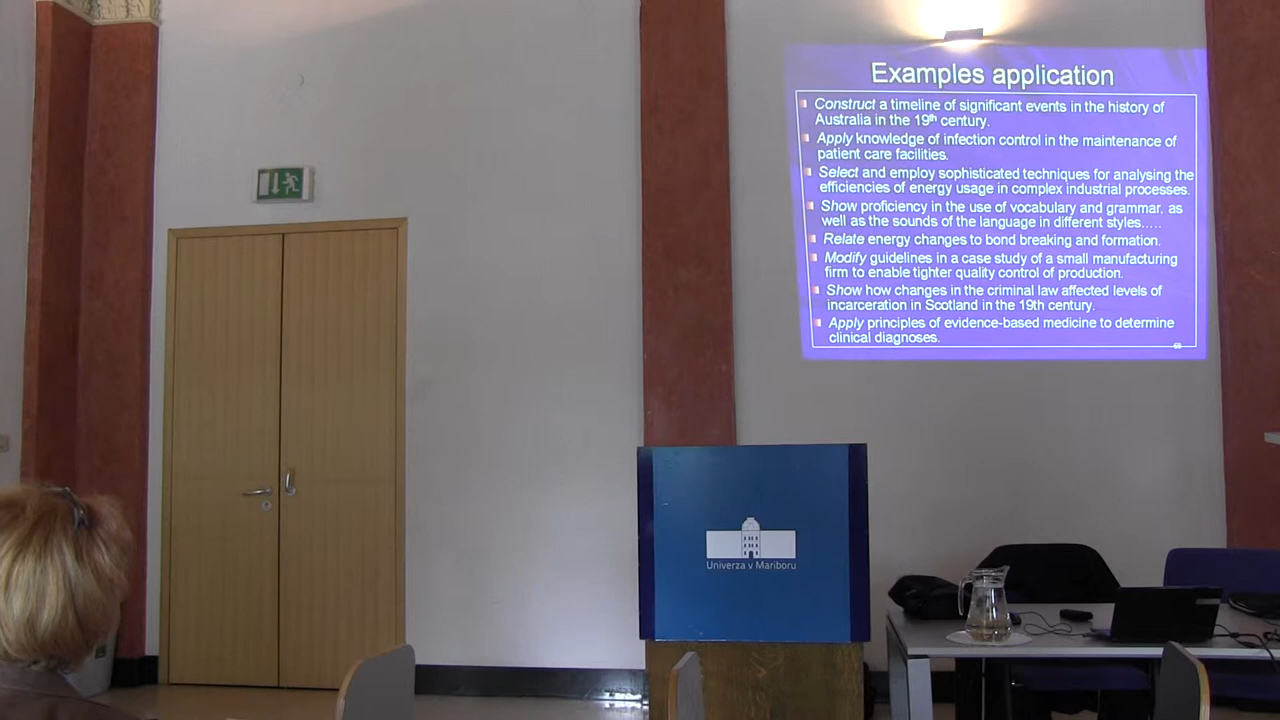 Examples application
Construct a timeline of significant events in the history of
Australia in the 19th century.
Apply knowledge of infection control in the maintenance of
patient care facilities.
Select and employ sophisticated techniques for analysing the
efficiencies of energy usage in complex industrial processes.
Show proficiency in the use of vocabulary and grammar, as
well as the sounds of the language in different styles.....
Relate energy changes to bond breaking and formation.
Modify guidelines in a case study of a small manufacturing
firm to enable tighter quality control of production.
Show how changes in the criminal law affected levels of
incarceration in Scotland in the 19th century.
Apply principles of evidence-based medicine to determine
clinical diagnoses.
Univerza v Mariboru